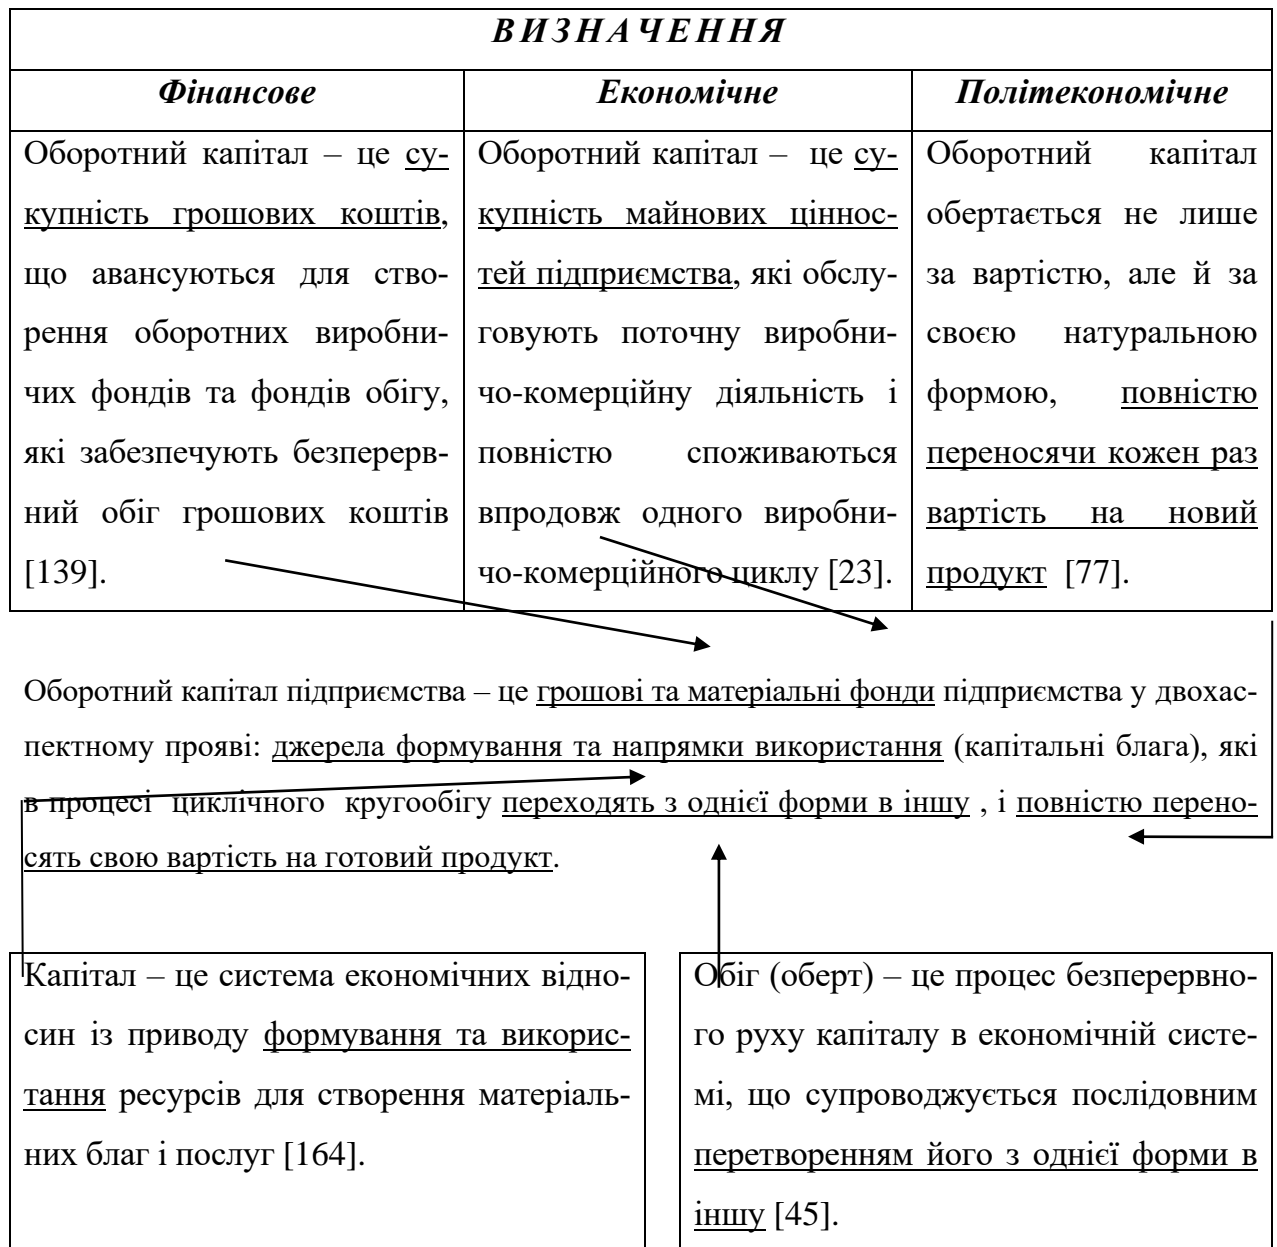 ВИЗНАЧЕННЯ
Фінансове
Економічне
Політекономічне
Оборотний капітал – це су-
купність грошових коштів,
що авансуються для ство-
рення оборотних виробни-
чих фондів та фондів обігу,
які забезпечують безперерв-
ний обіг грошових коштів
[139].
Оборотний капітал – це су-
купність майнових ціннос-
тей підприємства, які обслу-
говують поточну виробни-
чо-комерційну діяльність і
повністю споживаються
впродовж одного виробни-
чо-комерційного циклу [23].
Оборотний капітал
обертається не лише
за вартістю, але й за
своєю натуральною
формою, повністю
переносячи кожен раз
вартість на новий
продукт [77].
Оборотний капітал підприємства – це грошові та матеріальні фонди підприємства у двохас-
пектному прояві: джерела формування та напрямки використання (капітальні блага), які
в процесі циклічного кругообігу переходять з однієї форми в іншу , і повністю перено-
сять свою вартість на готовий продукт.
Капітал – це система економічних відно-
син із приводу формування та викорис-
тання ресурсів для створення матеріаль-
них благ і послуг [164].
Обіг (оберт) – це процес безперервно-
го руху капіталу в економічній систе-
мі, що супроводжується послідовним
перетворенням його з однієї форми в
іншу [45].